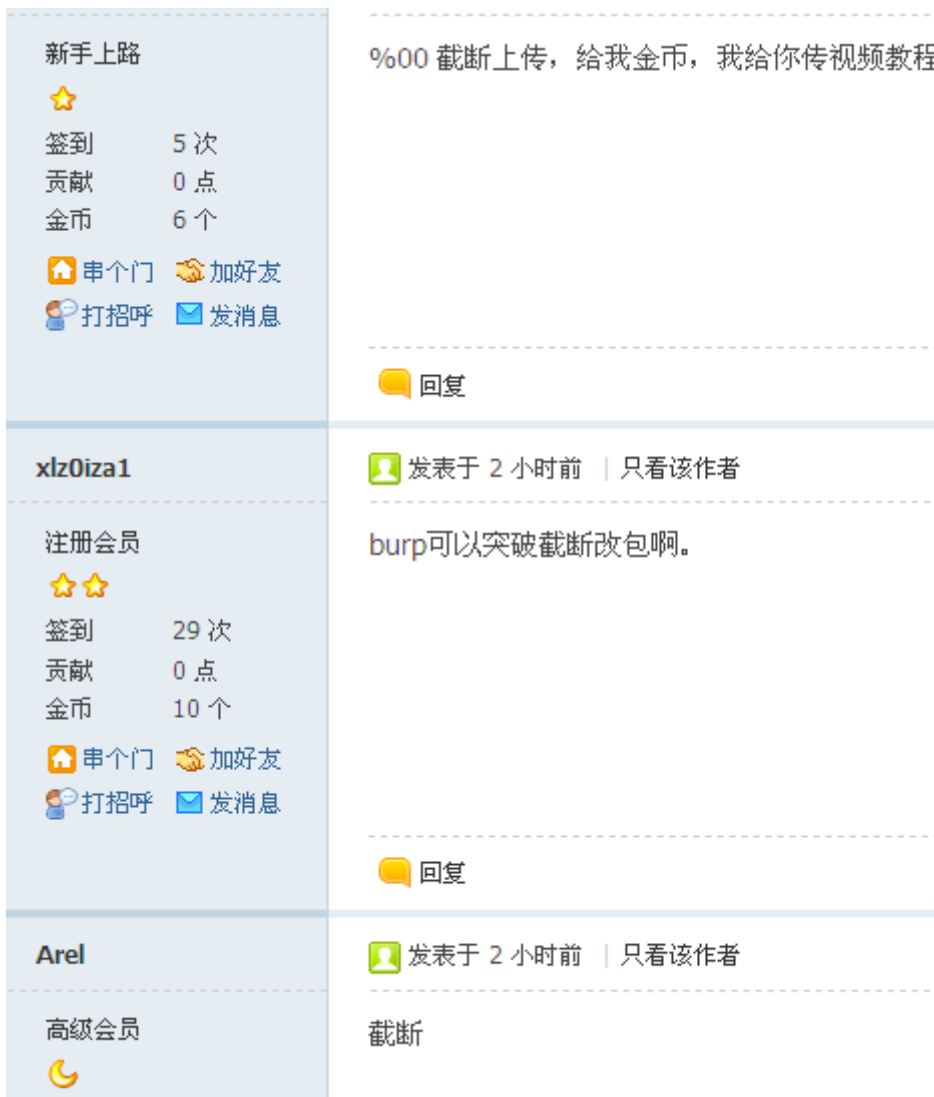 新手上路
%00 截断上传，给我金币，我给你传视频教程
签到 5 次
贡献 0 点
金币 6 个
串个门 加好友
打招呼 发消息
回复
xlz0iza1
发表于 2 小时前 | 只看该作者
注册会员
burp可以突破截断改包啊。
签到 29 次
贡献 0 点
金币 10 个
串个门 加好友
打招呼 发消息
回复
Arel
发表于 2 小时前 | 只看该作者
高级会员
截断